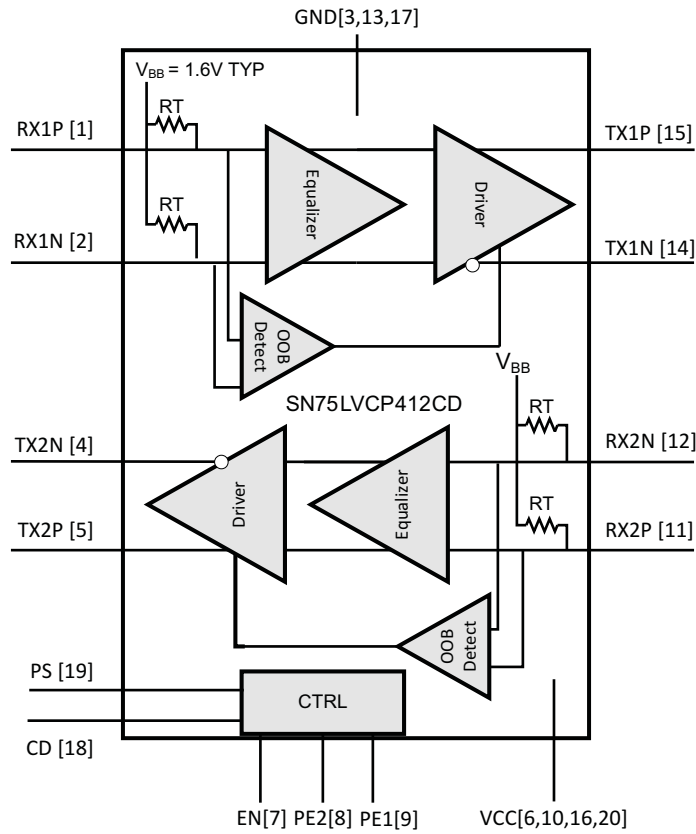 GND[3,13,17]
VBB = 1.6V TYP
RT
RX1P [1]
TX1P [15]
Equalizer
Driver
RT
RX1N [2]
TX1N [14]
OOB
Detect
VBB
SN75LVCP412CD
RT
TX2N [4]
RX2N [12]
Driver
Equalizer
RT
TX2P [5]
RX2P [11]
OOB
Detect
PS [19]
CTRL
CD [18]
EN[7]
PE2[8]
PE1[9]
VCC[6,10,16,20]